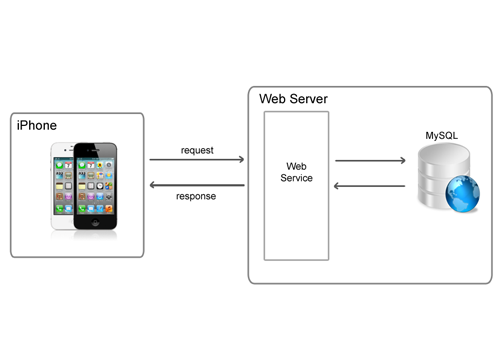 iPhone
request
response
Web Server
Web
Service
MySQL